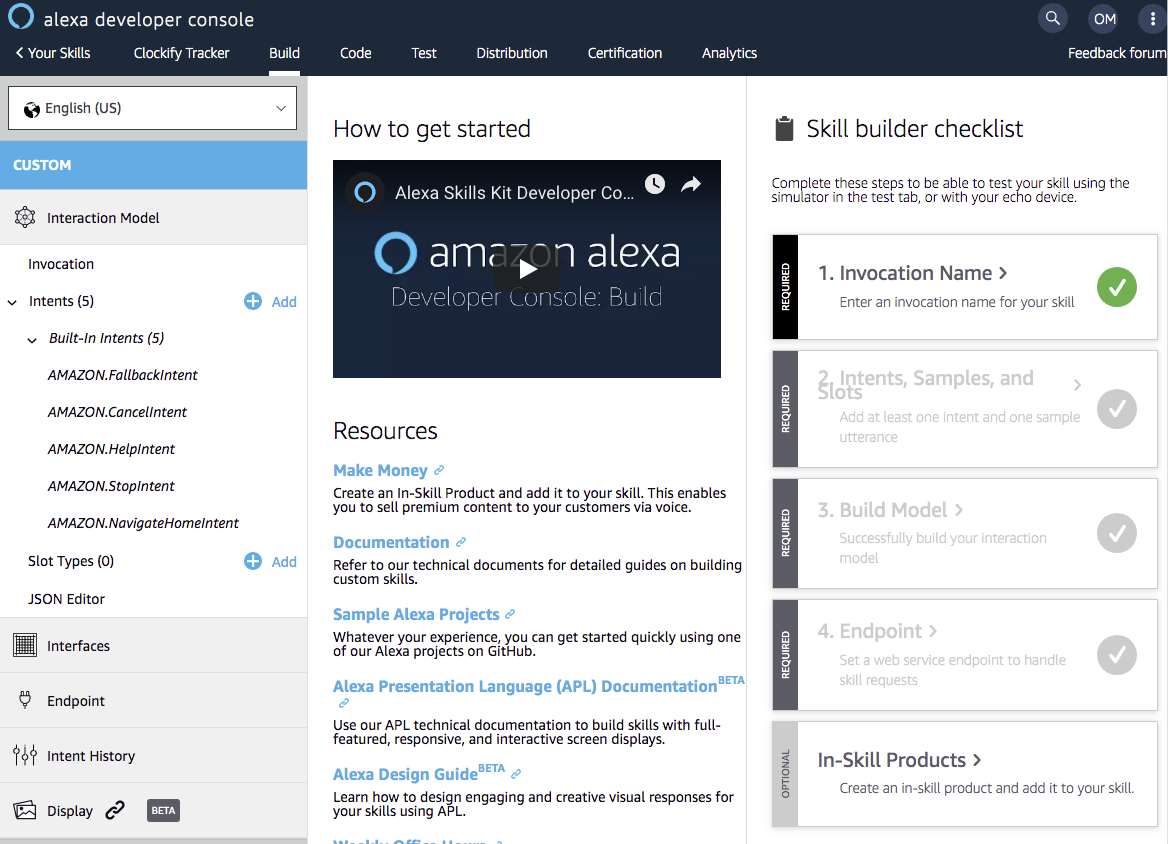 alexa developer console
OM
Your Skills
Clockify Tracker
Build
Code
Test
Distribution
Certification
Analytics
Feedback forum
English (US)
CUSTOM
Interaction Model
Invocation
Intents (5)
Add
Built-In Intents (5)
AMAZON.FallbackIntent
AMAZON.CancelIntent
AMAZON.HelpIntent
AMAZON.StopIntent
AMAZON.NavigateHomeIntent
Slot Types (0)
Add
JSON Editor
Interfaces
Endpoint
Intent History
Display
BETA
How to get started
Alexa Skills Kit Developer Co...
amazon alexa
Developer Console: Build
Resources
Make Money
Create an In-Skill Product and add it to your skill. This enables
you to sell premium content to your customers via voice.
Documentation
Refer to our technical documents for detailed guides on building
custom skills.
Sample Alexa Projects
Whatever your experience, you can get started quickly using one
of our Alexa projects on GitHub.
Alexa Presentation Language (APL) Documentation BETA
Use our APL technical documentation to build skills with full-
featured, responsive, and interactive screen displays.
Alexa Design Guide BETA
Learn how to design engaging and creative visual responses for
your skills using APL.
Weekly Office Hours
Skill builder checklist
Complete these steps to be able to test your skill using the
simulator in the test tab, or with your echo device.
REQUIRED
1. Invocation Name
Enter an invocation name for your skill
REQUIRED
2. Intents, Samples, and
Slots
Add at least one intent and one sample
utterance
REQUIRED
3. Build Model
Successfully build your interaction
model
REQUIRED
4. Endpoint
Set a web service endpoint to handle
skill requests
OPTIONAL
In-Skill Products
Create an in-skill product and add it to your skill.